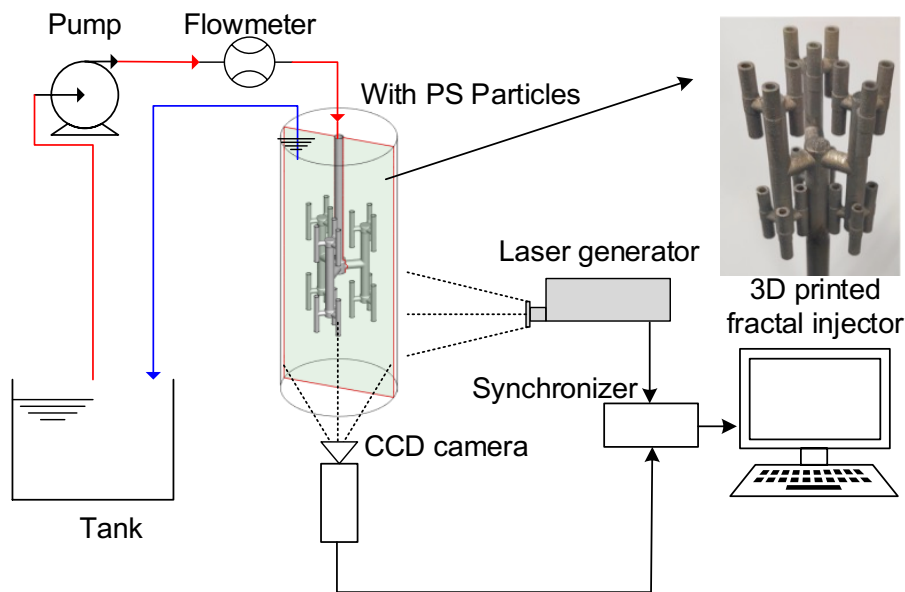 Pump
Flowmeter
With PS Particles
Laser generator
3D printed
fractal injector
Synchronizer
CCD camera
Tank